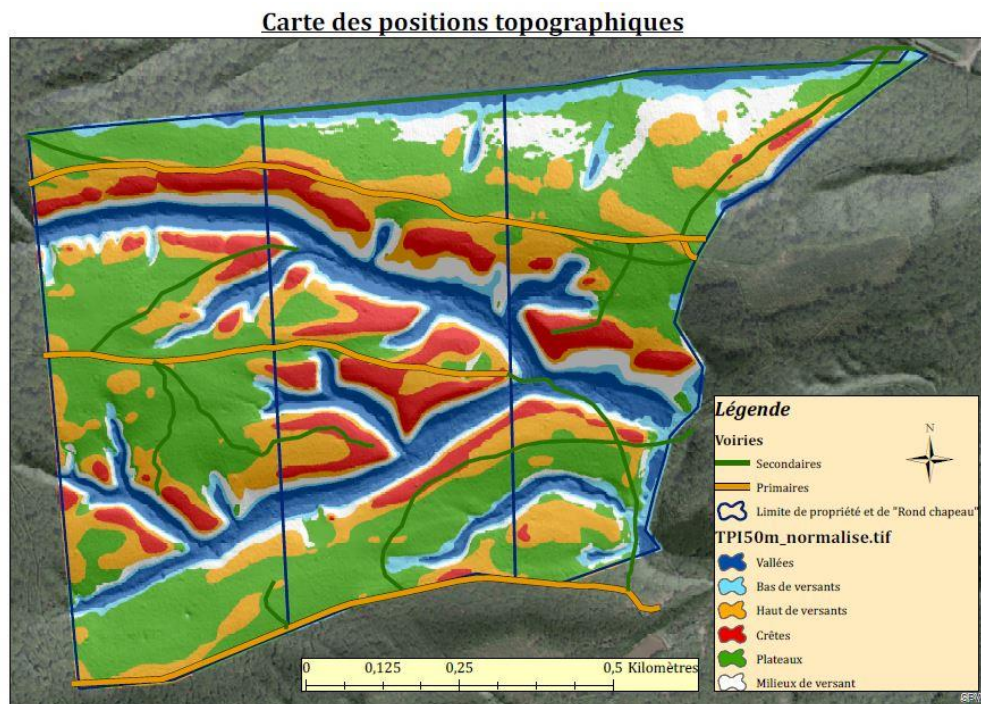 Carte des positions topographiques
Légende
Voiries
N
Secondaires
Primaires
Limite de propriété et de "Rond chapeau"
TPI50m_normalise.tif
Vallées
Bas de versants
Haut de versants
Crêtes
Plateaux
Milieux de versant
0 0,125 0,25 0,5 Kilomètres